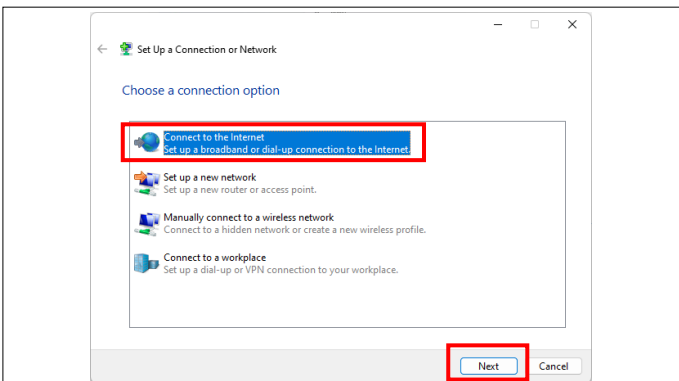 Set Up a Connection or Network
Choose a connection option
Connect to the Internet
Set up a broadband or dial-up connection to the Internet.
Set up a new network
Set up a new router or access point.
Manually connect to a wireless network
Connect to a hidden network or create a new wireless profile.
Connect to a workplace
Set up a dial-up or VPN connection to your workplace.
Next Cancel